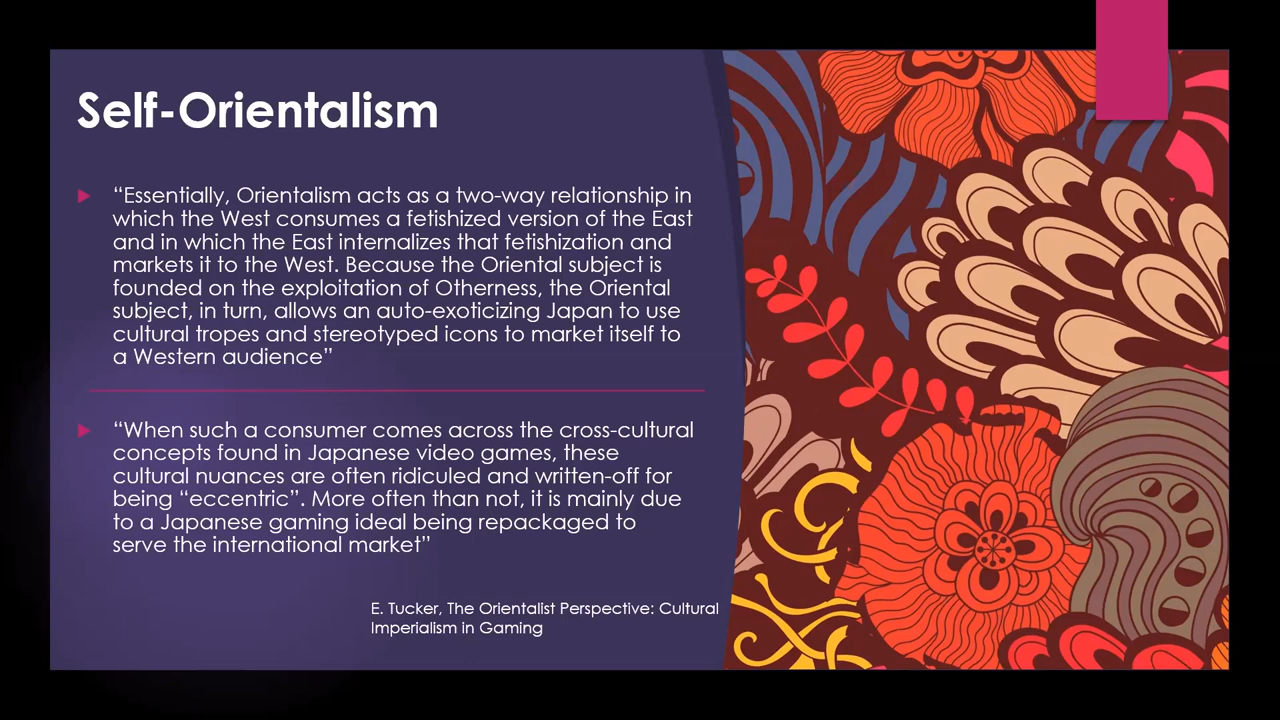 Self-Orientalism
“Essentially, Orientalism acts as a two-way relationship in
which the West consumes a fetishized version of the East
and in which the East internalizes that fetishization and
markets it to the West. Because the Oriental subject is
founded on the exploitation of Otherness, the Oriental
subject, in turn, allows an auto-exoticizing Japan to use
cultural tropes and stereotyped icons to market itself to
a Western audience”
“When such a consumer comes across the cross-cultural
concepts found in Japanese video games, these
cultural nuances are often ridiculed and written-off for
being “eccentric”. More often than not, it is mainly due
to a Japanese gaming ideal being repackaged to
serve the international market”
E. Tucker, The Orientalist Perspective: Cultural
Imperialism in Gaming